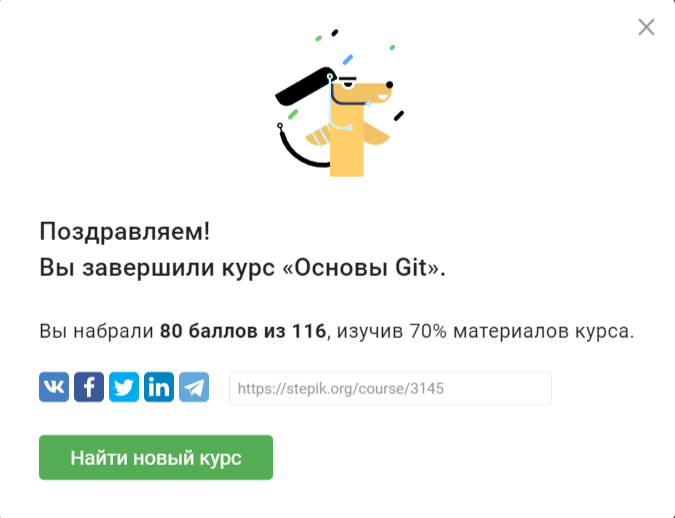 Поздравляем!
Вы завершили курс «Основы Git».
Вы набрали 80 баллов из 116, изучив 70% материалов курса.
https://stepik.org/course/3145
Найти новый курс